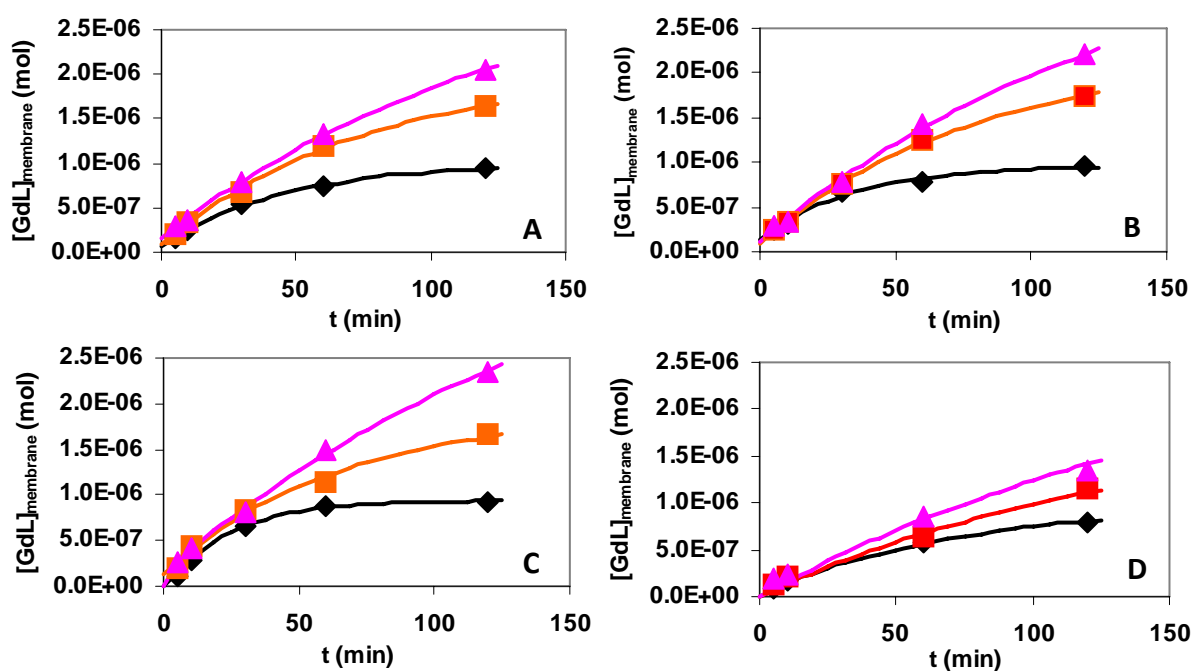 [GdL]membrane (mol)
2.5E-06
2.0E-06
1.5E-06
1.0E-06
5.0E-07
0.0E+00
A
0 50 100 150
t (min)
[GdL]membrane (mol)
2.5E-06
2.0E-06
1.5E-06
1.0E-06
5.0E-07
0.0E+00
B
0 50 100 150
t (min)
[GdL]membrane (mol)
2.5E-06
2.0E-06
1.5E-06
1.0E-06
5.0E-07
0.0E+00
C
0 50 100 150
t (min)
[GdL]membrane (mol)
2.5E-06
2.0E-06
1.5E-06
1.0E-06
5.0E-07
0.0E+00
D
0 50 100 150
t (min)